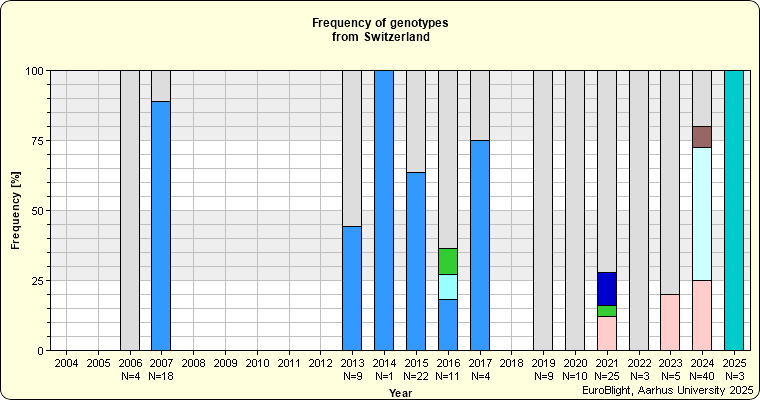 Frequency of genotypes
from Switzerland
100
75
50
25
0
Frequency [%]
2004 2005 2006 2007 2008 2009 2010 2011 2012 2013 2014 2015 2016 2017 2018 2019 2020 2021 2022 2023 2024 2025
N=4 N=18 N=9 N=1 N=22 N=11 N=4 N=9 N=10 N=25 N=3 N=5 N=40 N=3
Year
EuroBlight, Aarhus University 2025